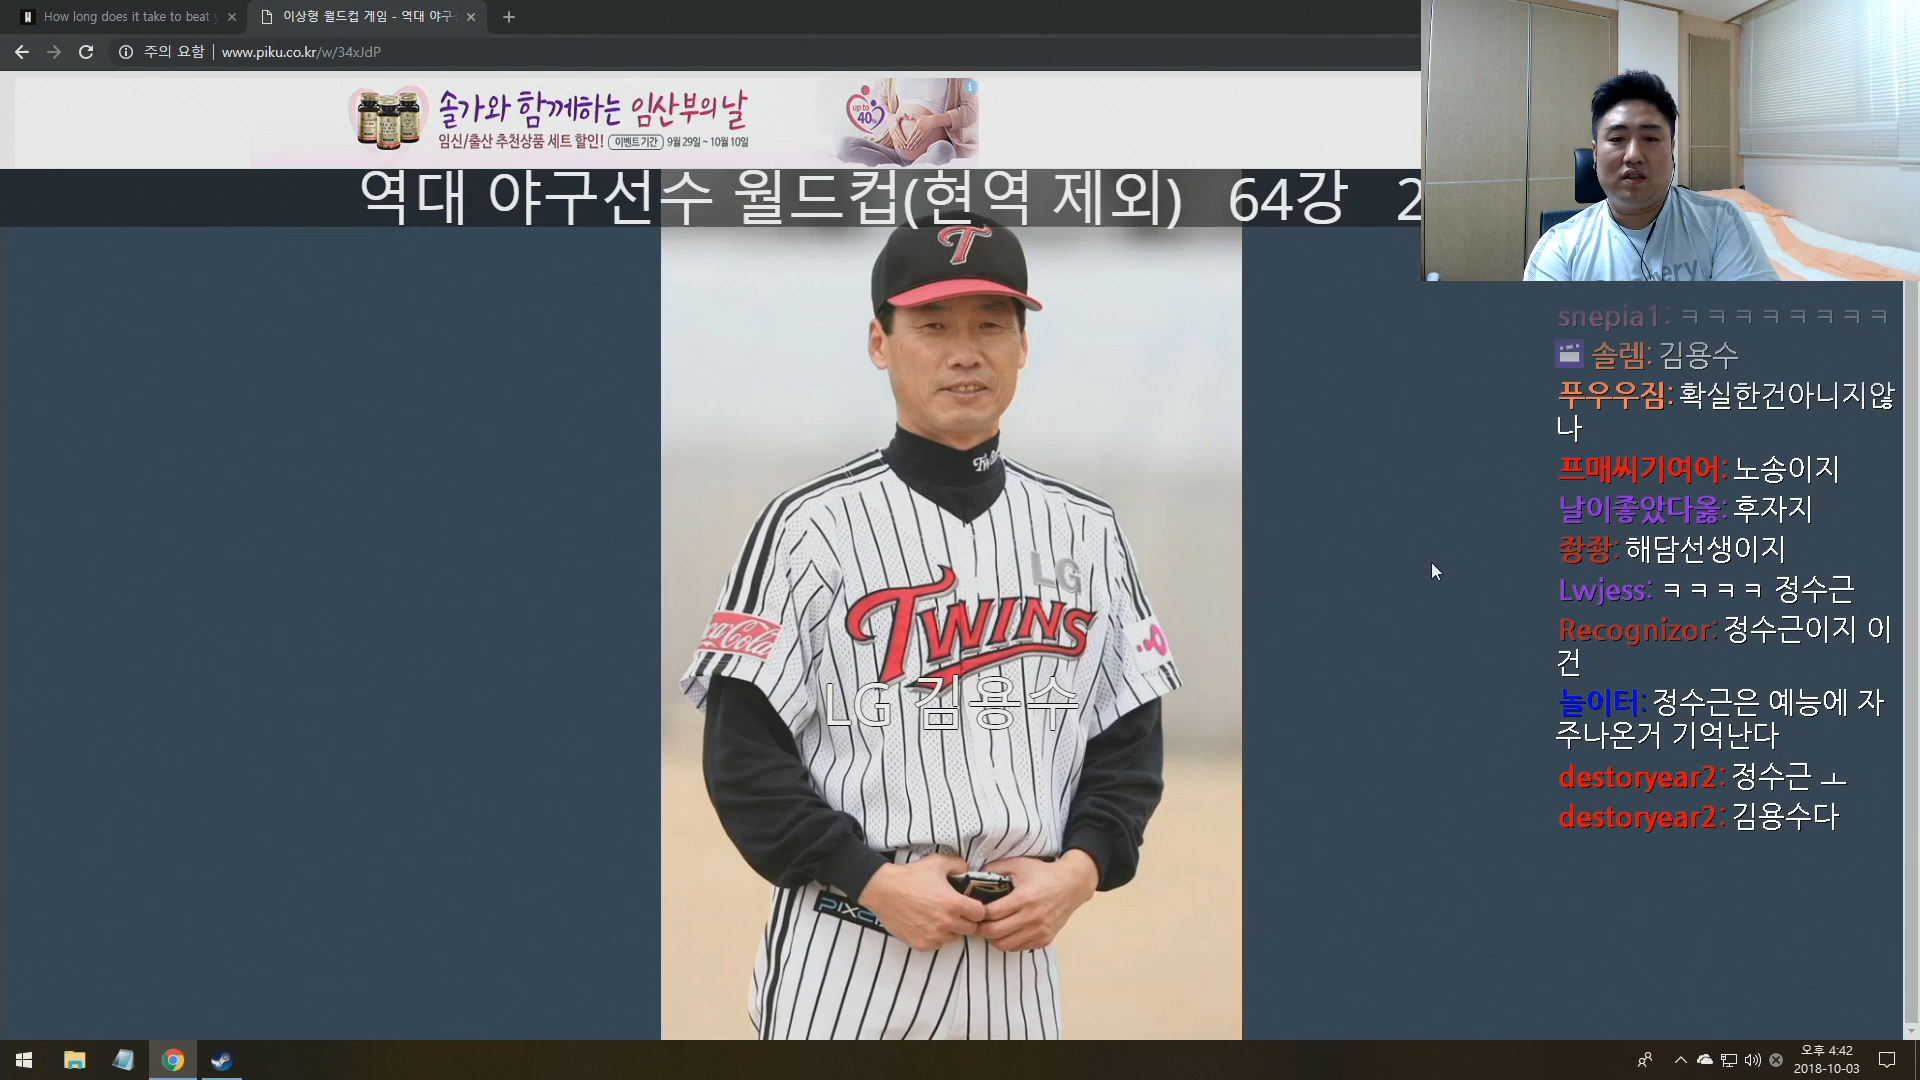 How long does it take to beat
이상형 월드컵 게임 - 역대 야구
주의 요함 | www.piku.co.kr/w/34xJdP
솔가와 함께하는 임산부의 날
임신/출산 추천상품 세트 할인! 이벤트기간 9월 29일 ~ 10월 10일
up to
40%
역대 야구선수 월드컵(현역 제외) 64강 2
T
LG
TWINS
Coca-Cola
LG 김용수
snepia1: ㅋㅋㅋㅋㅋㅋㅋㅋ
솔렘: 김용수
푸우우짐: 확실한건아니지않
나
프매씨기여어: 노송이지
날이좋았다옳: 후자지
좡좡: 해담선생이지
Lwjess: ㅋㅋㅋㅋ 정수근
Recognizor: 정수근이지 이
건
놀이터: 정수근은 예능에 자
주나온거 기억난다
destoryear2: 정수근 ㅗ
destoryear2: 김용수다
오후 4:42
2018-10-03